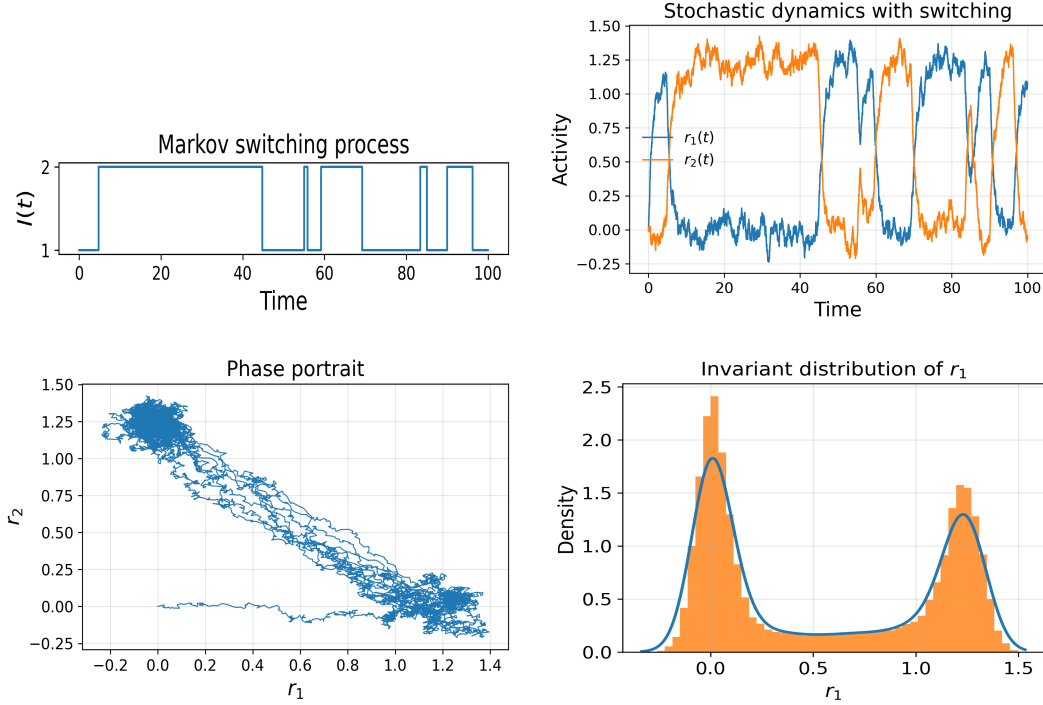 Stochastic dynamics with switching
1.50
1.25
1.00
0.75
0.50
0.25
0.00
−0.25
Activity
r₁(t)
r₂(t)
0 20 40 60 80 100
Time
Markov switching process
2
1
I(t)
0 20 40 60 80 100
Time
Phase portrait
1.50
1.25
1.00
0.75
0.50
0.25
0.00
−0.25
r₂
−0.2 0.0 0.2 0.4 0.6 0.8 1.0 1.2 1.4
r₁
Invariant distribution of r₁
2.5
2.0
1.5
1.0
0.5
0.0
Density
0.0 0.5 1.0 1.5
r₁